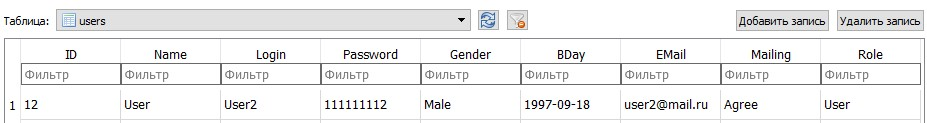 Таблица: users Добавить запись Удалить запись
ID Name Login Password Gender BDay EMail Mailing Role
Фильтр Фильтр Фильтр Фильтр Фильтр Фильтр Фильтр Фильтр Фильтр
1 12 User User2 111111112 Male 1997-09-18 user2@mail.ru Agree User